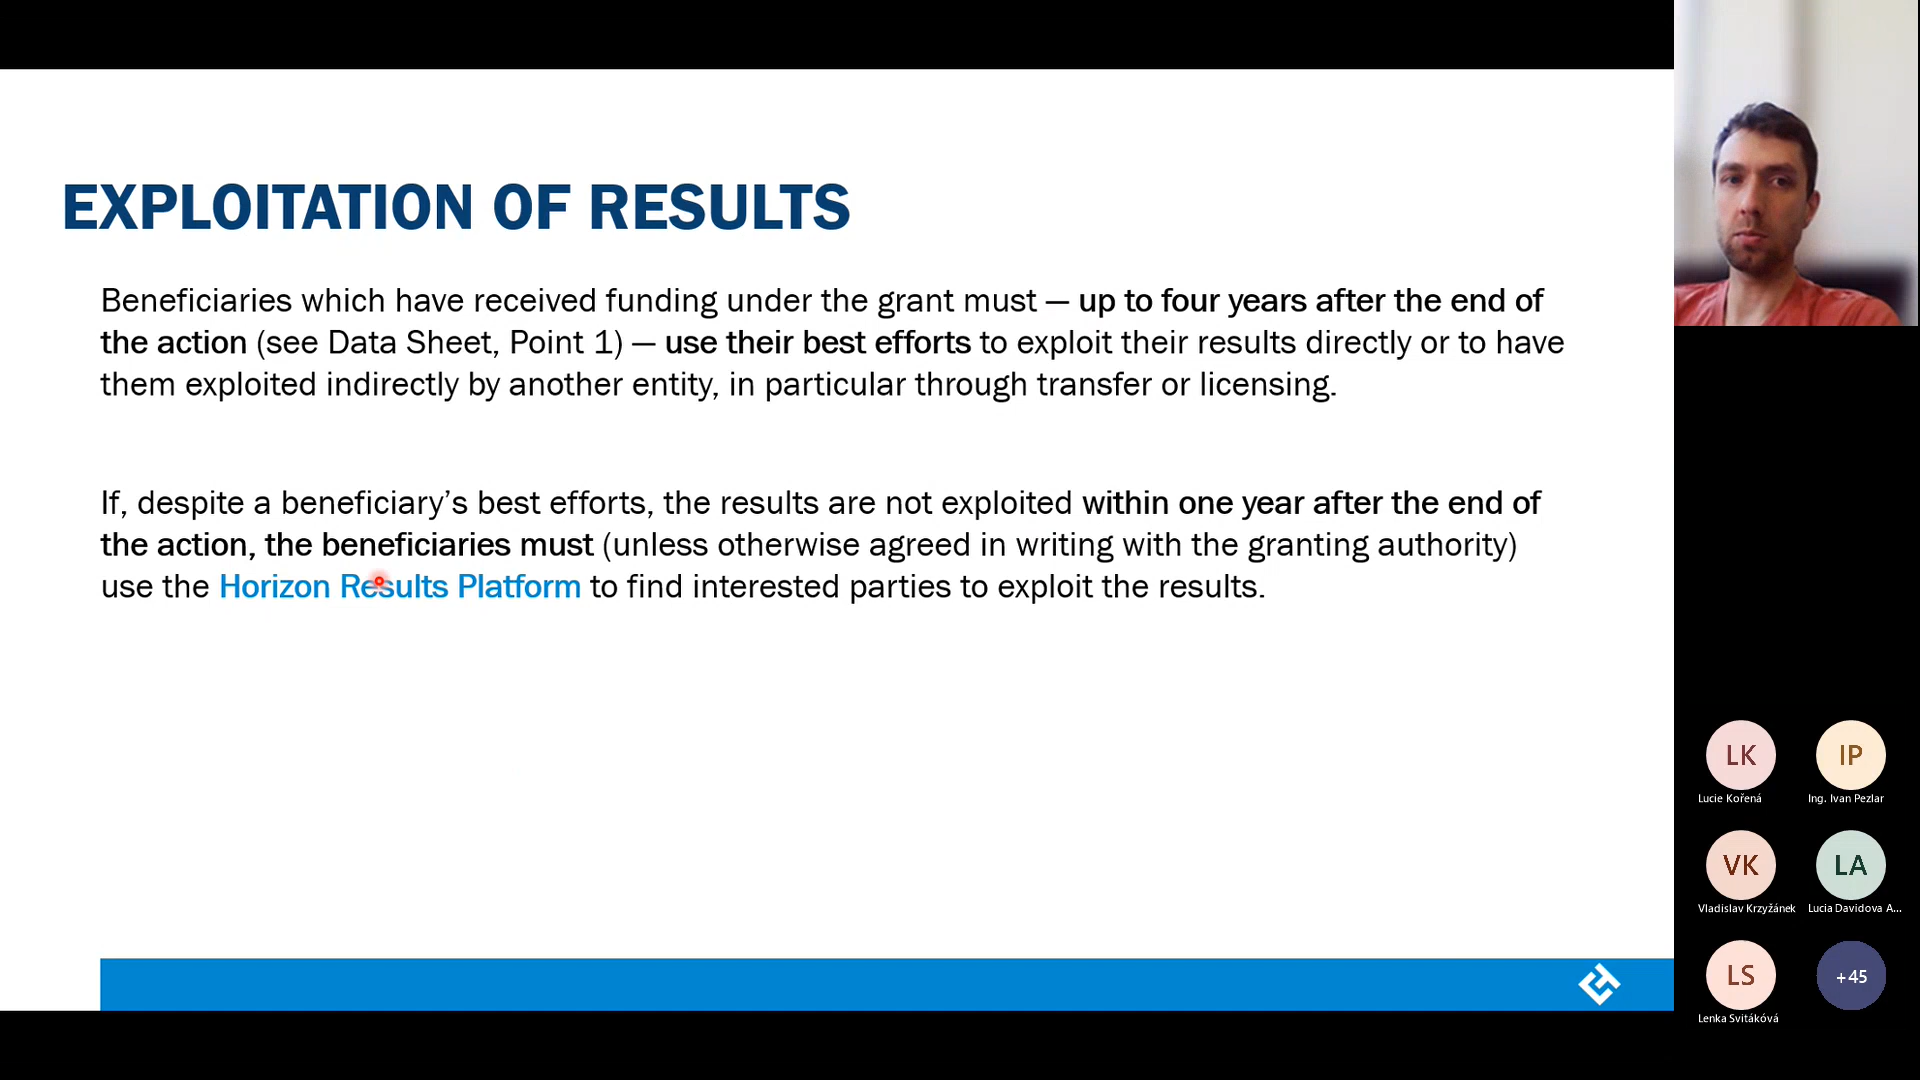 EXPLOITATION OF RESULTS
Beneficiaries which have received funding under the grant must — up to four years after the end of
the action (see Data Sheet, Point 1) — use their best efforts to exploit their results directly or to have
them exploited indirectly by another entity, in particular through transfer or licensing.
If, despite a beneficiary’s best efforts, the results are not exploited within one year after the end of
the action, the beneficiaries must (unless otherwise agreed in writing with the granting authority)
use the Horizon Results Platform to find interested parties to exploit the results.
LK
Lucie Kořená
IP
Ing. Ivan Pezlar
VK
Vladislav Krzyžánek
LA
Lucia Davidova A...
LS
Lenka Svitáková
+45